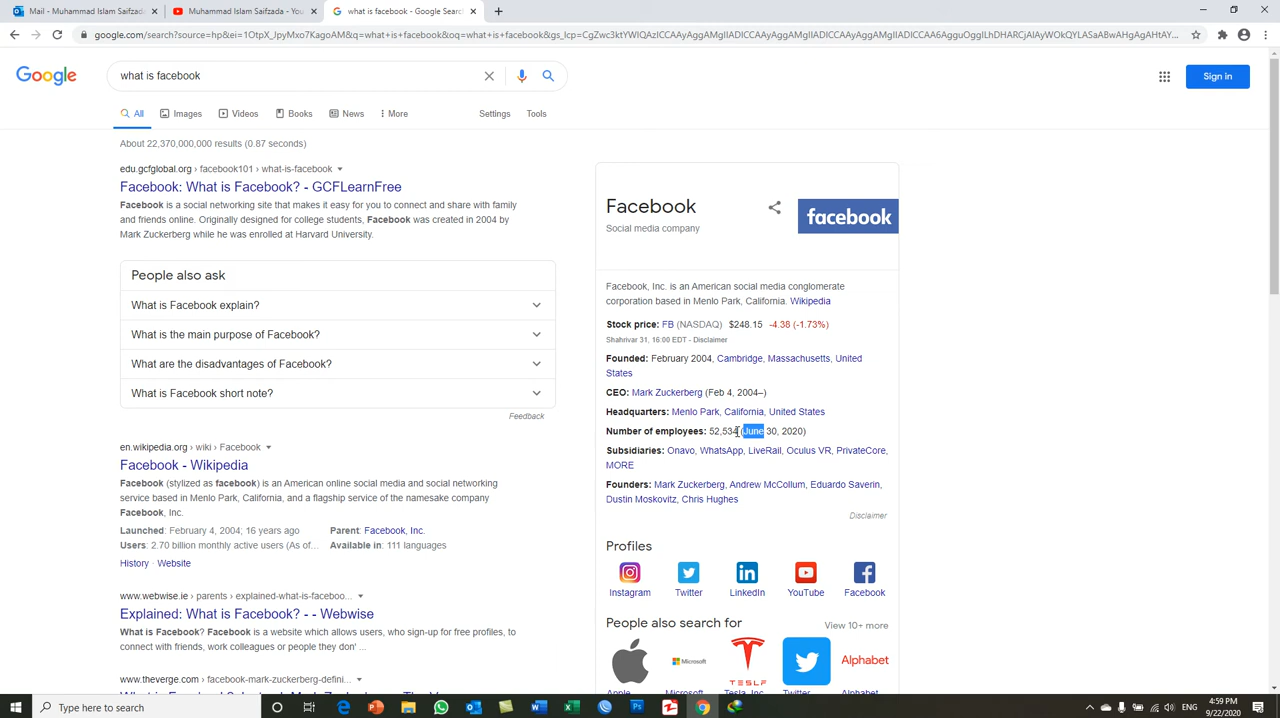 Mail - Muhammad Islam Saifzada -
Muhammad Islam Saifzada - You
what is facebook - Google Search
google.com/search?source=hp&ei=1OtpX_JpyMxo7KagoAM&q=what+is+facebook&oq=what+is+facebook&gs_lcp=CgZwc3ktYWIQAzICCAAyAggAMgIIADICCAAyAggAMgIIADICCAAyAggAMgIIADICCAA6AgguOggILhDHARCjAlAyWOkQYLASaABwAHgAgAHtAY...
Google
what is facebook
Sign in
All Images Videos Books News More Settings Tools
About 22,370,000,000 results (0.87 seconds)
edu.gcfglobal.org › facebook101 › what-is-facebook
Facebook: What is Facebook? - GCFLearnFree
Facebook is a social networking site that makes it easy for you to connect and share with family
and friends online. Originally designed for college students, Facebook was created in 2004 by
Mark Zuckerberg while he was enrolled at Harvard University.
People also ask
What is Facebook explain?
What is the main purpose of Facebook?
What are the disadvantages of Facebook?
What is Facebook short note?
Feedback
en.wikipedia.org › wiki › Facebook
Facebook - Wikipedia
Facebook (stylized as facebook) is an American online social media and social networking
service based in Menlo Park, California, and a flagship service of the namesake company
Facebook, Inc.
Launched: February 4, 2004; 16 years ago Parent: Facebook, Inc.
Users: 2.70 billion monthly active users (As of... Available in: 111 languages
History · Website
www.webwise.ie › parents › explained-what-is-faceboo...
Explained: What is Facebook? - - Webwise
What is Facebook? Facebook is a website which allows users, who sign-up for free profiles, to
connect with friends, work colleagues or people they don' ...
www.theverge.com › facebook-mark-zuckerberg-defini...
Facebook
Social media company
facebook
Facebook, Inc. is an American social media conglomerate
corporation based in Menlo Park, California. Wikipedia
Stock price: FB (NASDAQ) $248.15 -4.38 (-1.73%)
Shahrivar 31, 16:00 EDT - Disclaimer
Founded: February 2004, Cambridge, Massachusetts, United
States
CEO: Mark Zuckerberg (Feb 4, 2004–)
Headquarters: Menlo Park, California, United States
Number of employees: 52,534 (June 30, 2020)
Subsidiaries: Onavo, WhatsApp, LiveRail, Oculus VR, PrivateCore,
MORE
Founders: Mark Zuckerberg, Andrew McCollum, Eduardo Saverin,
Dustin Moskovitz, Chris Hughes
Disclaimer
Profiles
Instagram Twitter LinkedIn YouTube Facebook
People also search for
View 10+ more
Microsoft TESLA Alphabet
Apple Microsoft Tesla, Inc. Twitter Alphabet
Type here to search
ENG
4:59 PM
9/22/2020